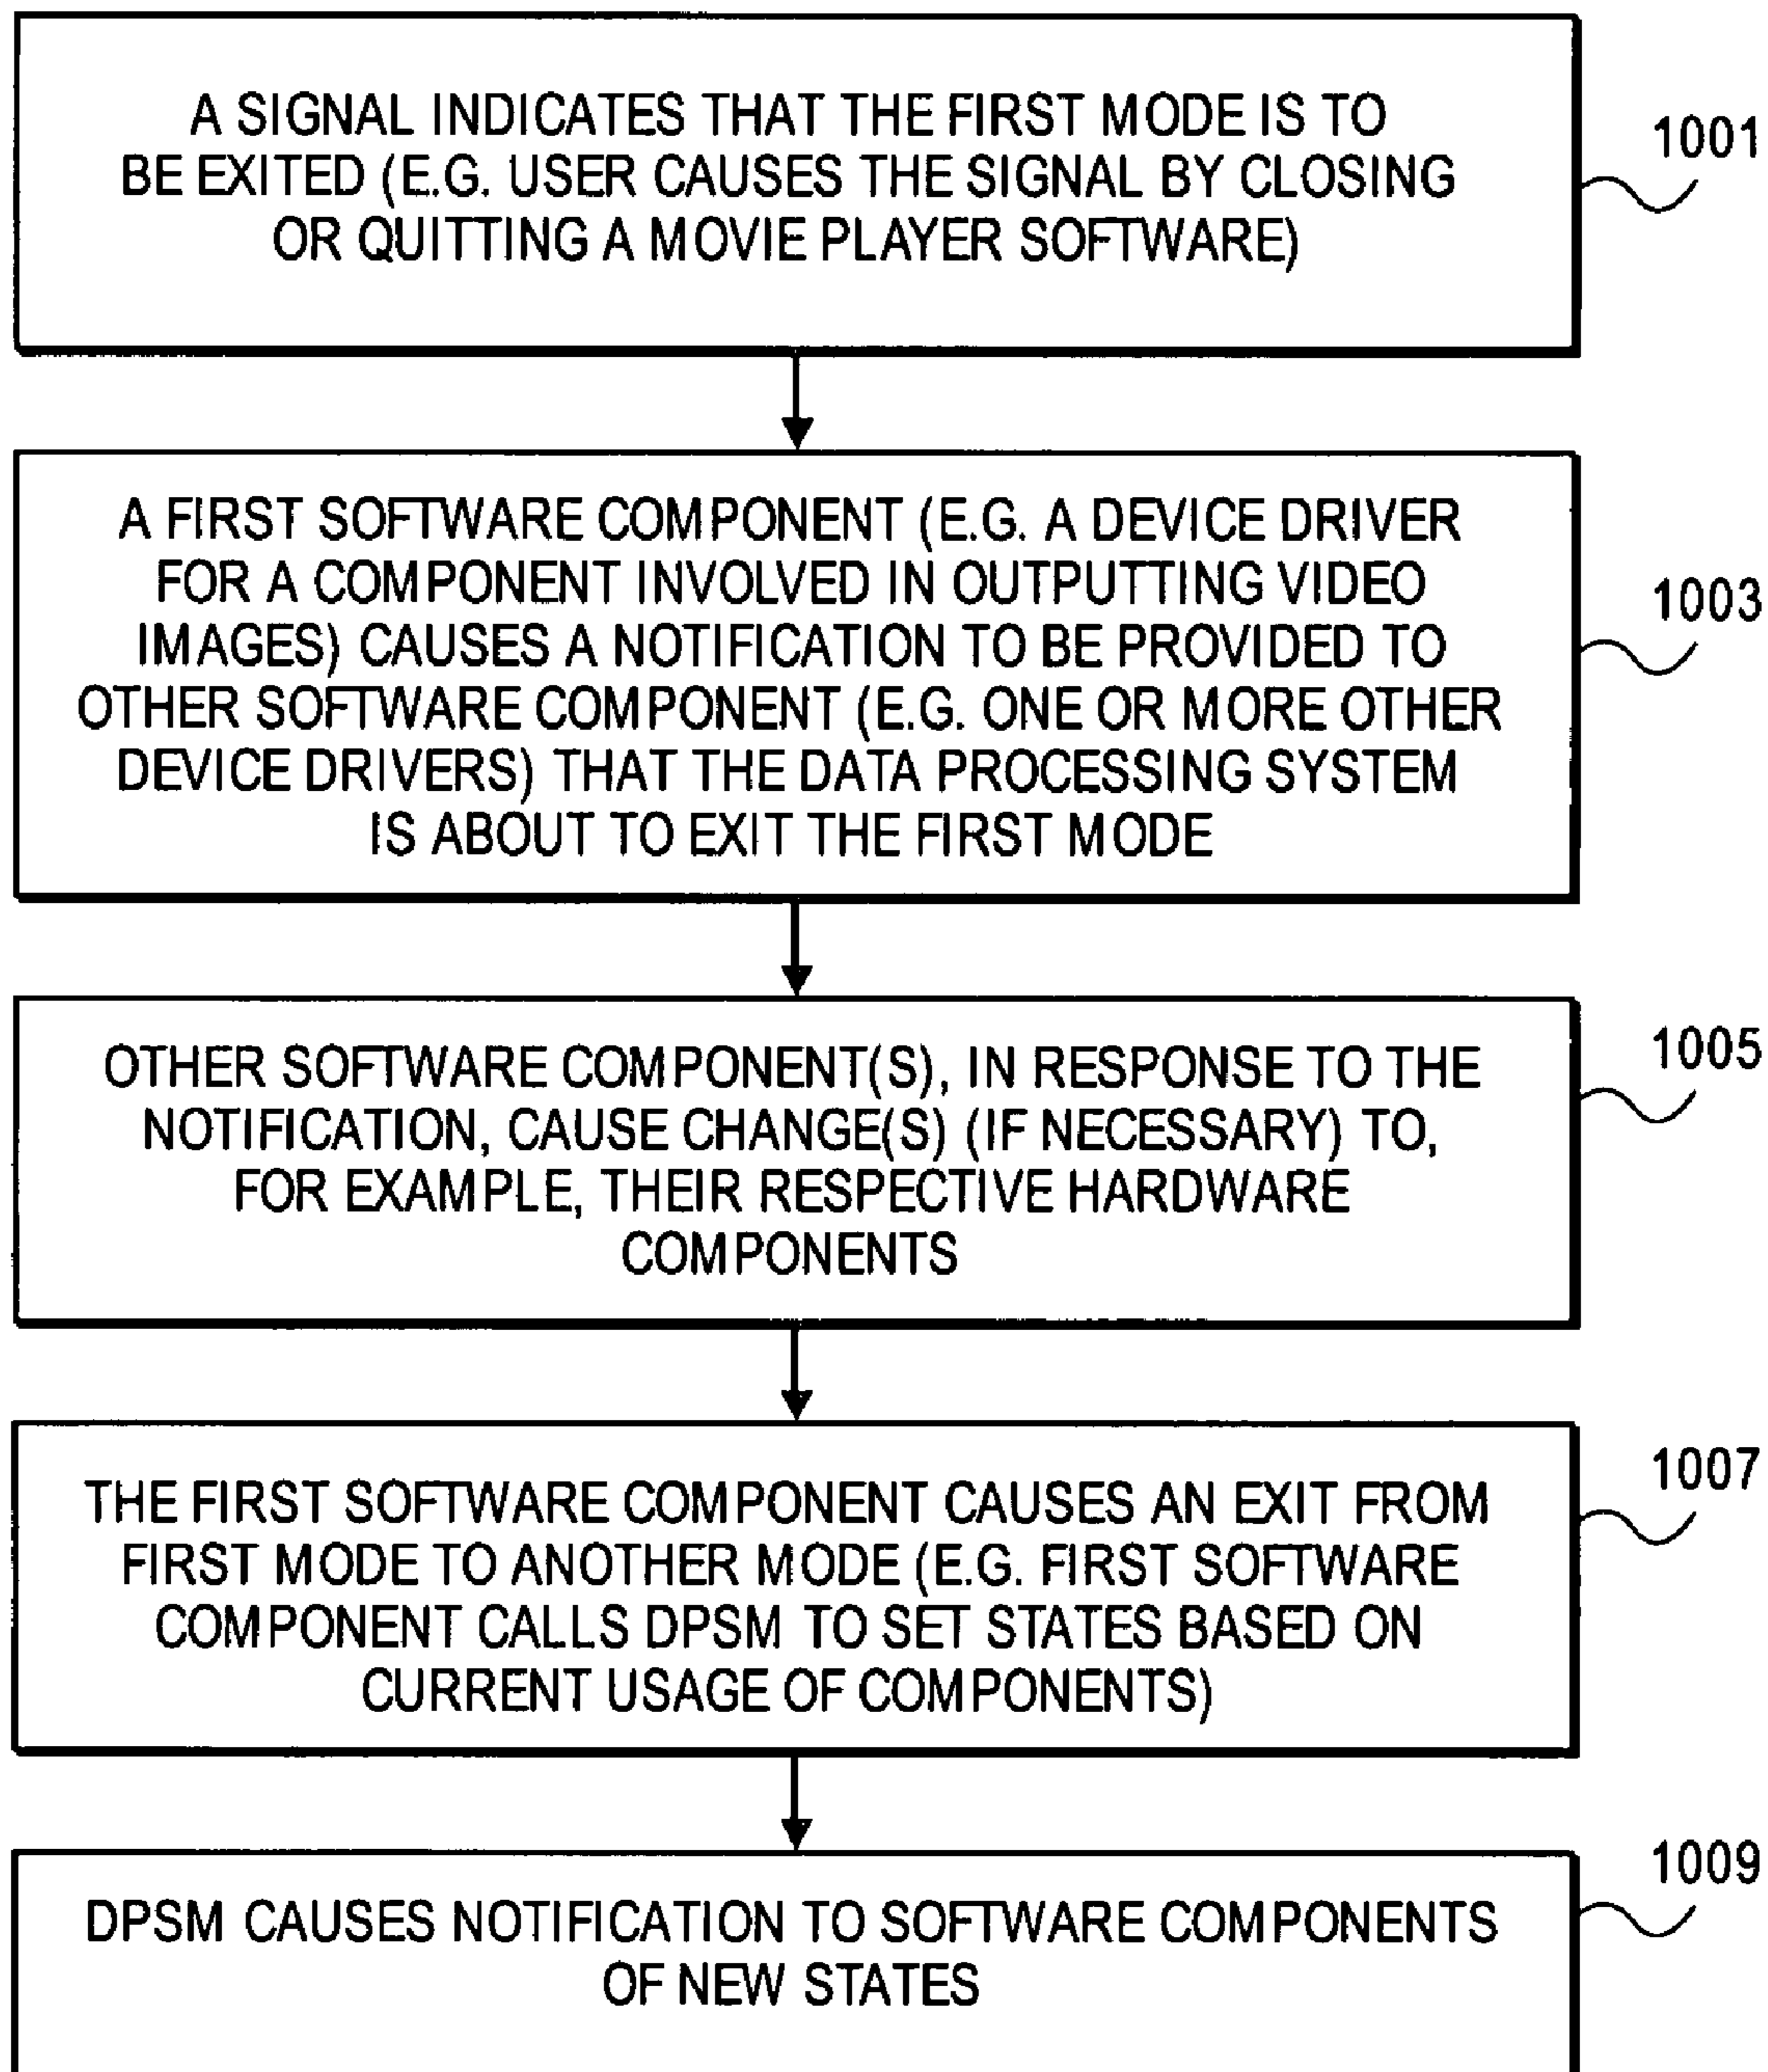 A SIGNAL INDICATES THAT THE FIRST MODE IS TO
BE EXITED (E.G. USER CAUSES THE SIGNAL BY CLOSING
OR QUITTING A MOVIE PLAYER SOFTWARE)
1001
A FIRST SOFTWARE COMPONENT (E.G. A DEVICE DRIVER
FOR A COMPONENT INVOLVED IN OUTPUTTING VIDEO
IMAGES) CAUSES A NOTIFICATION TO BE PROVIDED TO
OTHER SOFTWARE COMPONENT (E.G. ONE OR MORE OTHER
DEVICE DRIVERS) THAT THE DATA PROCESSING SYSTEM
IS ABOUT TO EXIT THE FIRST MODE
1003
OTHER SOFTWARE COMPONENT(S), IN RESPONSE TO THE
NOTIFICATION, CAUSE CHANGE(S) (IF NECESSARY) TO,
FOR EXAMPLE, THEIR RESPECTIVE HARDWARE
COMPONENTS
1005
THE FIRST SOFTWARE COMPONENT CAUSES AN EXIT FROM
FIRST MODE TO ANOTHER MODE (E.G. FIRST SOFTWARE
COMPONENT CALLS DPSM TO SET STATES BASED ON
CURRENT USAGE OF COMPONENTS)
1007
DPSM CAUSES NOTIFICATION TO SOFTWARE COMPONENTS
OF NEW STATES
1009